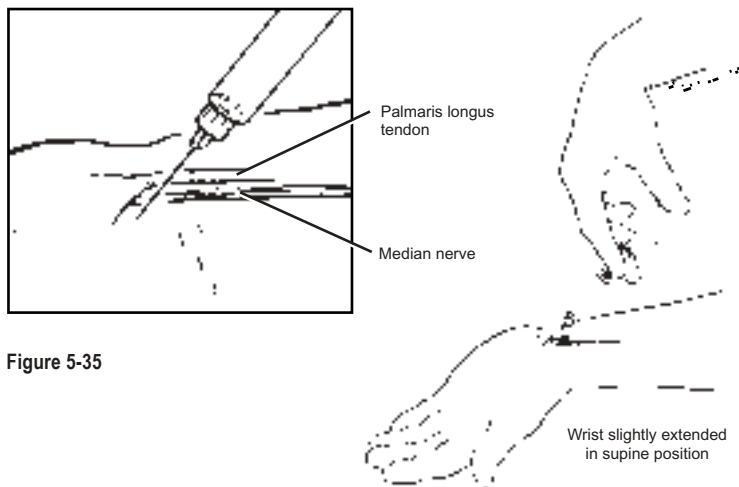 Palmaris longus
tendon
Median nerve
Figure 5-35
Wrist slightly extended
in supine position